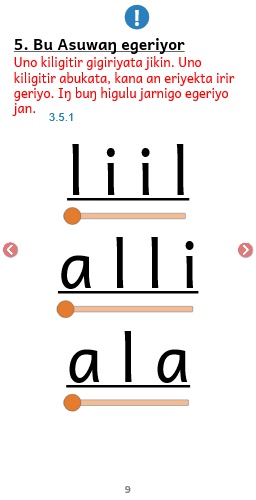 !
5. Bu Asuwaŋ egeriyor
Uno kiligitir gigiriyata jikin. Uno
kiligitir abukata, kana an eriyekta irir
geriyo. Iŋ buŋ higulu jarnigo egeriyo
jan.
3.5.1
l i i l
a l l i
a l a
9